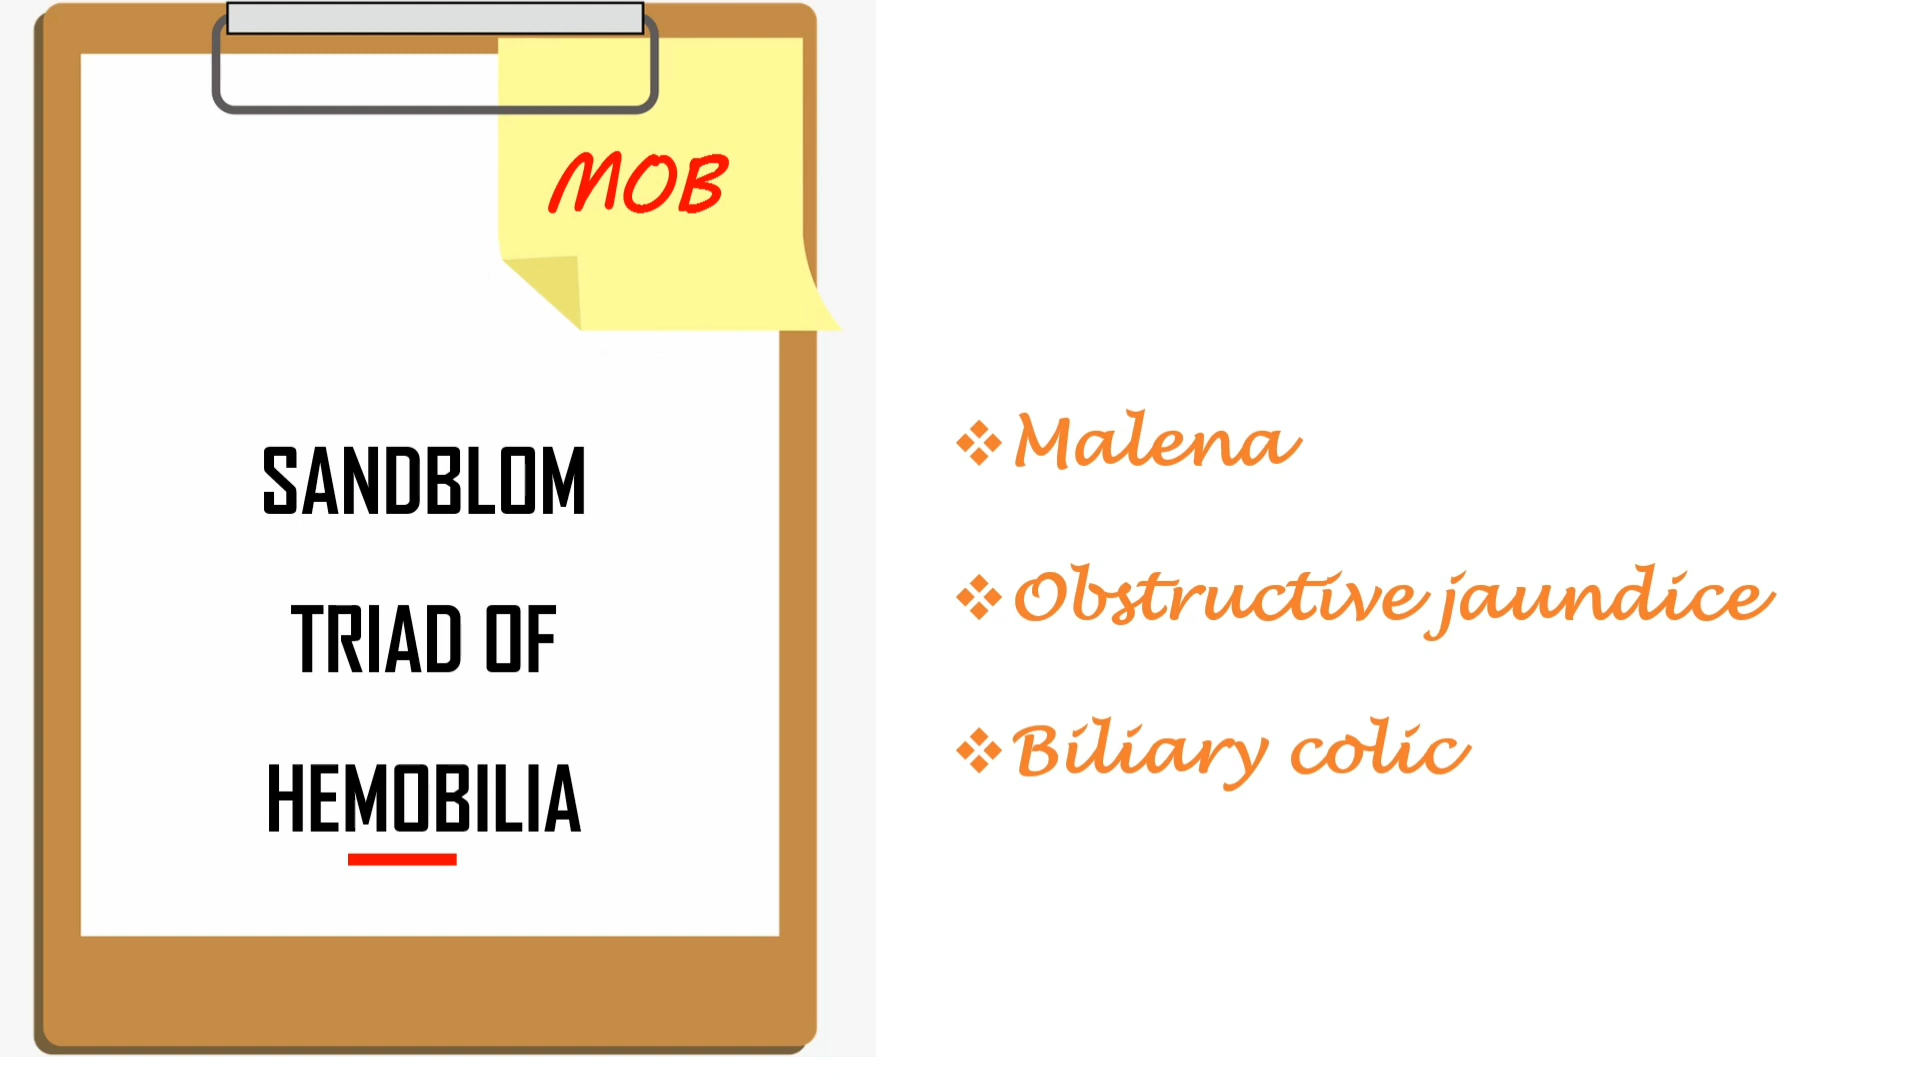 MOB
SANDBLOM
TRIAD OF
HEMOBILIA
Malena
Obstructive jaundice
Biliary colic